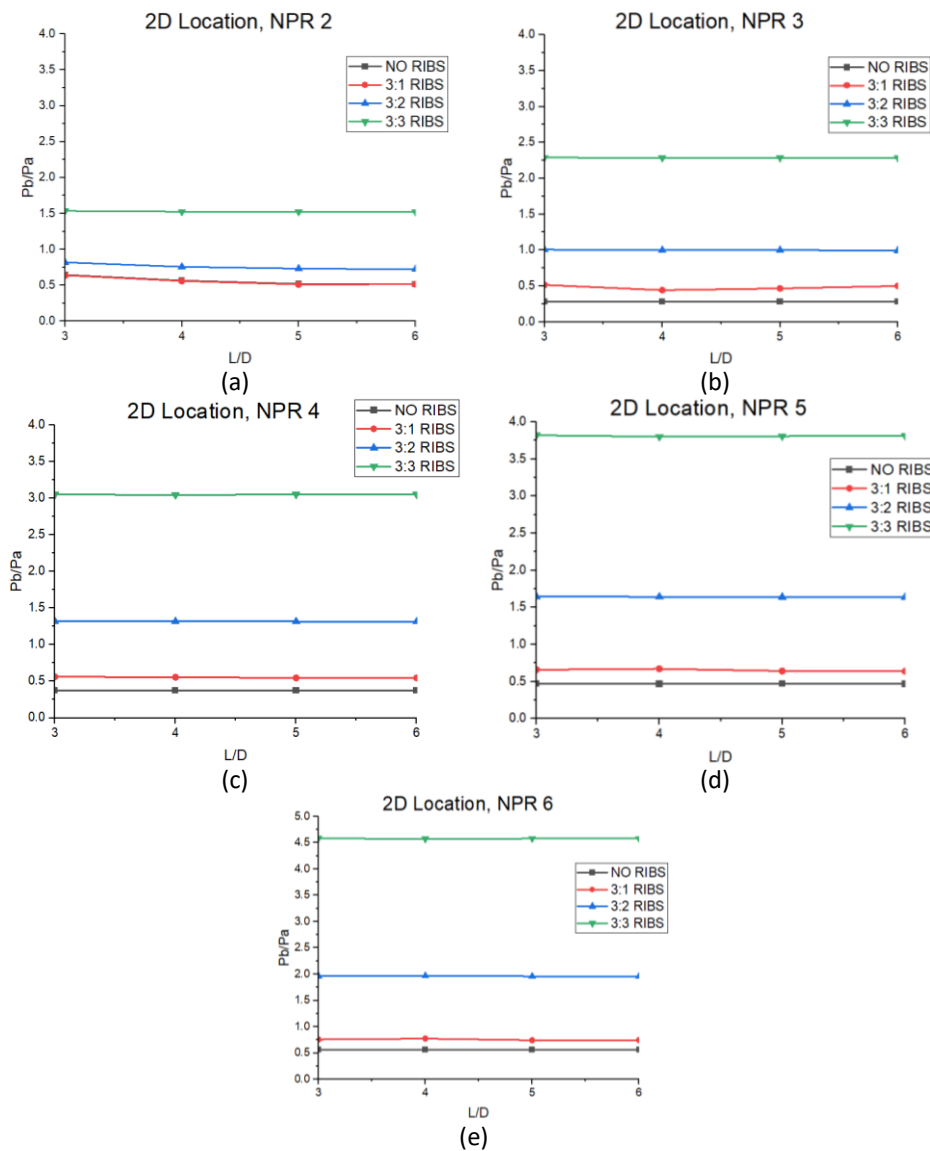 2D Location, NPR 2
NO RIBS
3:1 RIBS
3:2 RIBS
3:3 RIBS
4.0
3.5
3.0
2.5
2.0
1.5
1.0
0.5
0.0
Pb/Pa
3 4 5 6
L/D
(a)
2D Location, NPR 3
NO RIBS
3:1 RIBS
3:2 RIBS
3:3 RIBS
4.0
3.5
3.0
2.5
2.0
1.5
1.0
0.5
0.0
Pb/Pa
3 4 5 6
L/D
(b)
2D Location, NPR 4
NO RIBS
3:1 RIBS
3:2 RIBS
3:3 RIBS
4.0
3.5
3.0
2.5
2.0
1.5
1.0
0.5
0.0
Pb/Pa
3 4 5 6
L/D
(c)
2D Location, NPR 5
NO RIBS
3:1 RIBS
3:2 RIBS
3:3 RIBS
4.0
3.5
3.0
2.5
2.0
1.5
1.0
0.5
0.0
Pb/Pa
3 4 5 6
L/D
(d)
2D Location, NPR 6
NO RIBS
3:1 RIBS
3:2 RIBS
3:3 RIBS
5.0
4.5
4.0
3.5
3.0
2.5
2.0
1.5
1.0
0.5
0.0
Pb/Pa
3 4 5 6
L/D
(e)